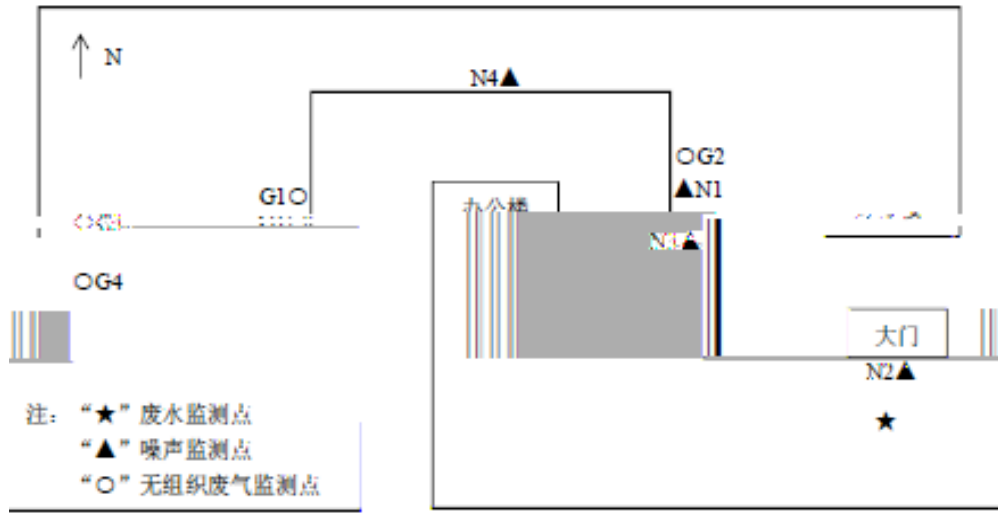 N
N4▲
○G2
G1○
▲N1
办公楼
N3▲
○G4
大门
N2▲
★
注：“★”废水监测点
“▲”噪声监测点
“○”无组织废气监测点